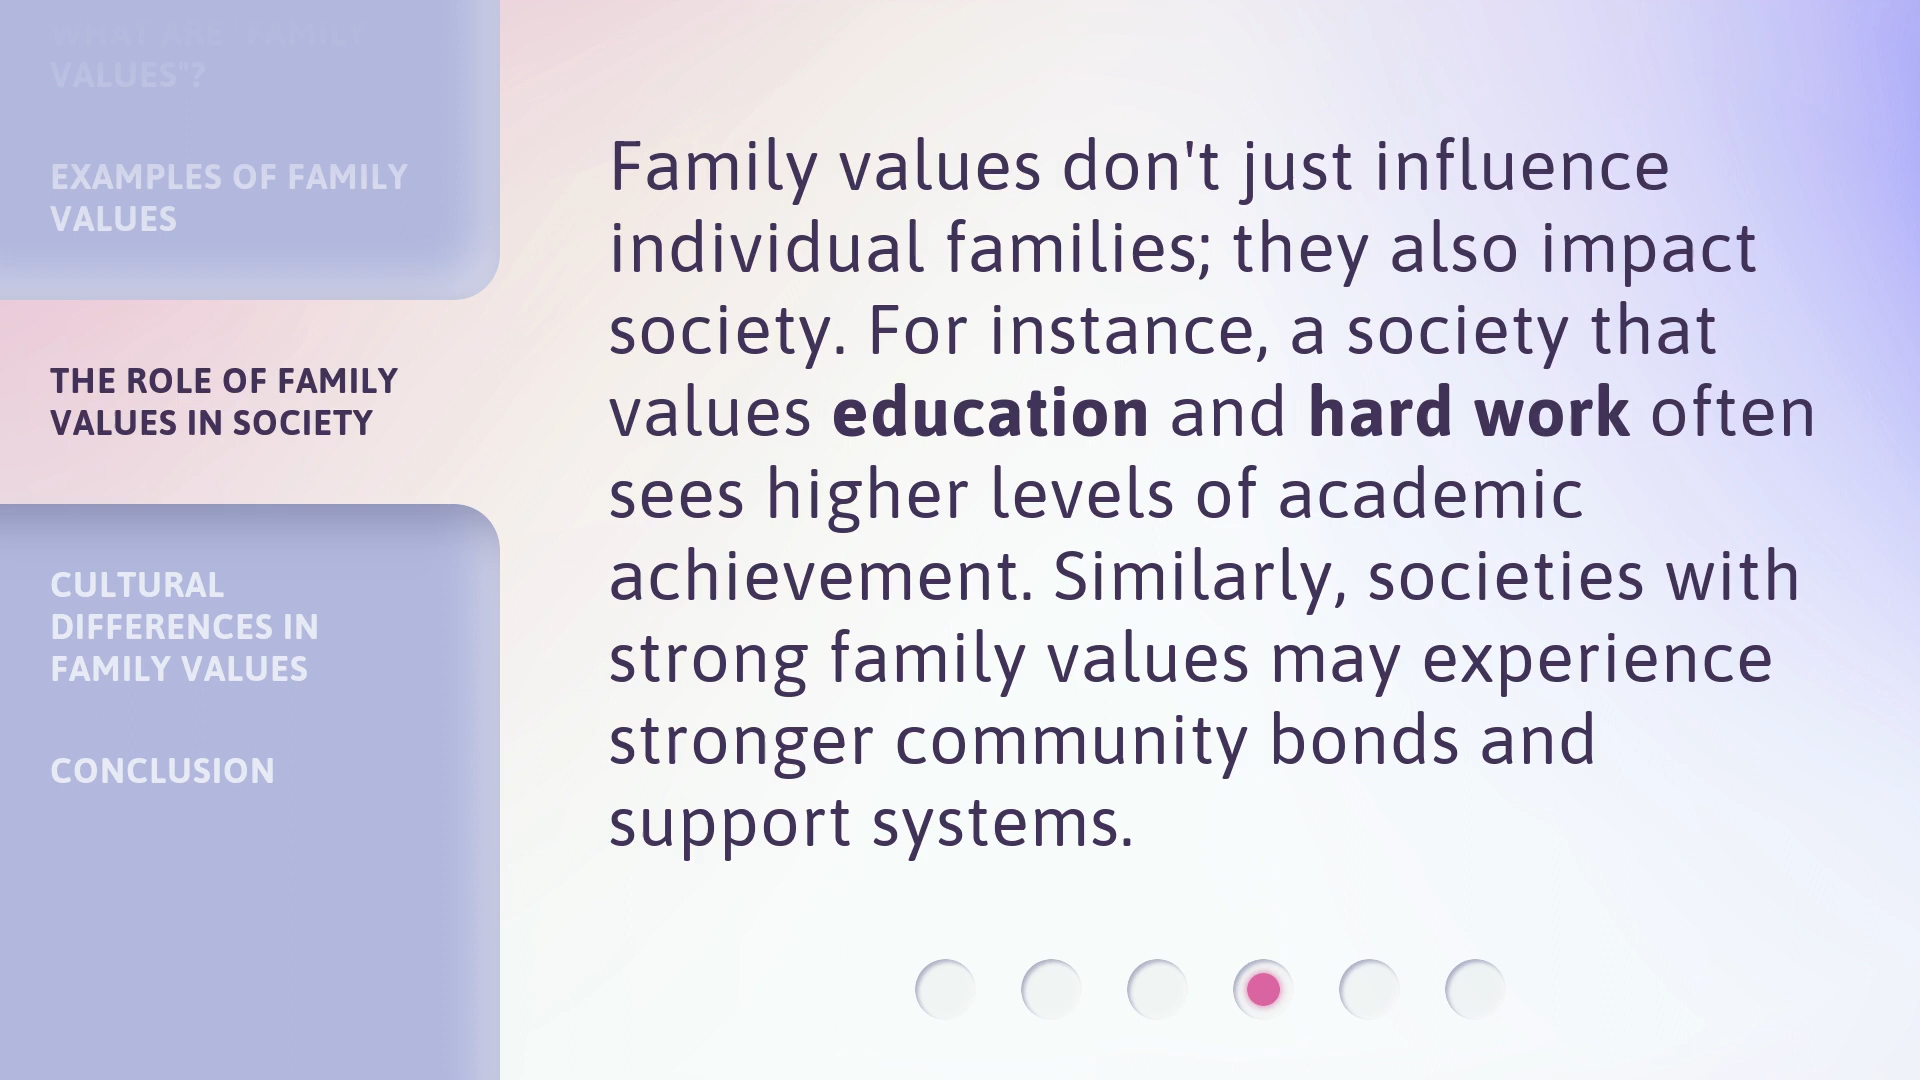 WHAT ARE "FAMILY
VALUES"?
EXAMPLES OF FAMILY
VALUES
THE ROLE OF FAMILY
VALUES IN SOCIETY
CULTURAL
DIFFERENCES IN
FAMILY VALUES
CONCLUSION
Family values don't just influence
individual families; they also impact
society. For instance, a society that
values education and hard work often
sees higher levels of academic
achievement. Similarly, societies with
strong family values may experience
stronger community bonds and
support systems.